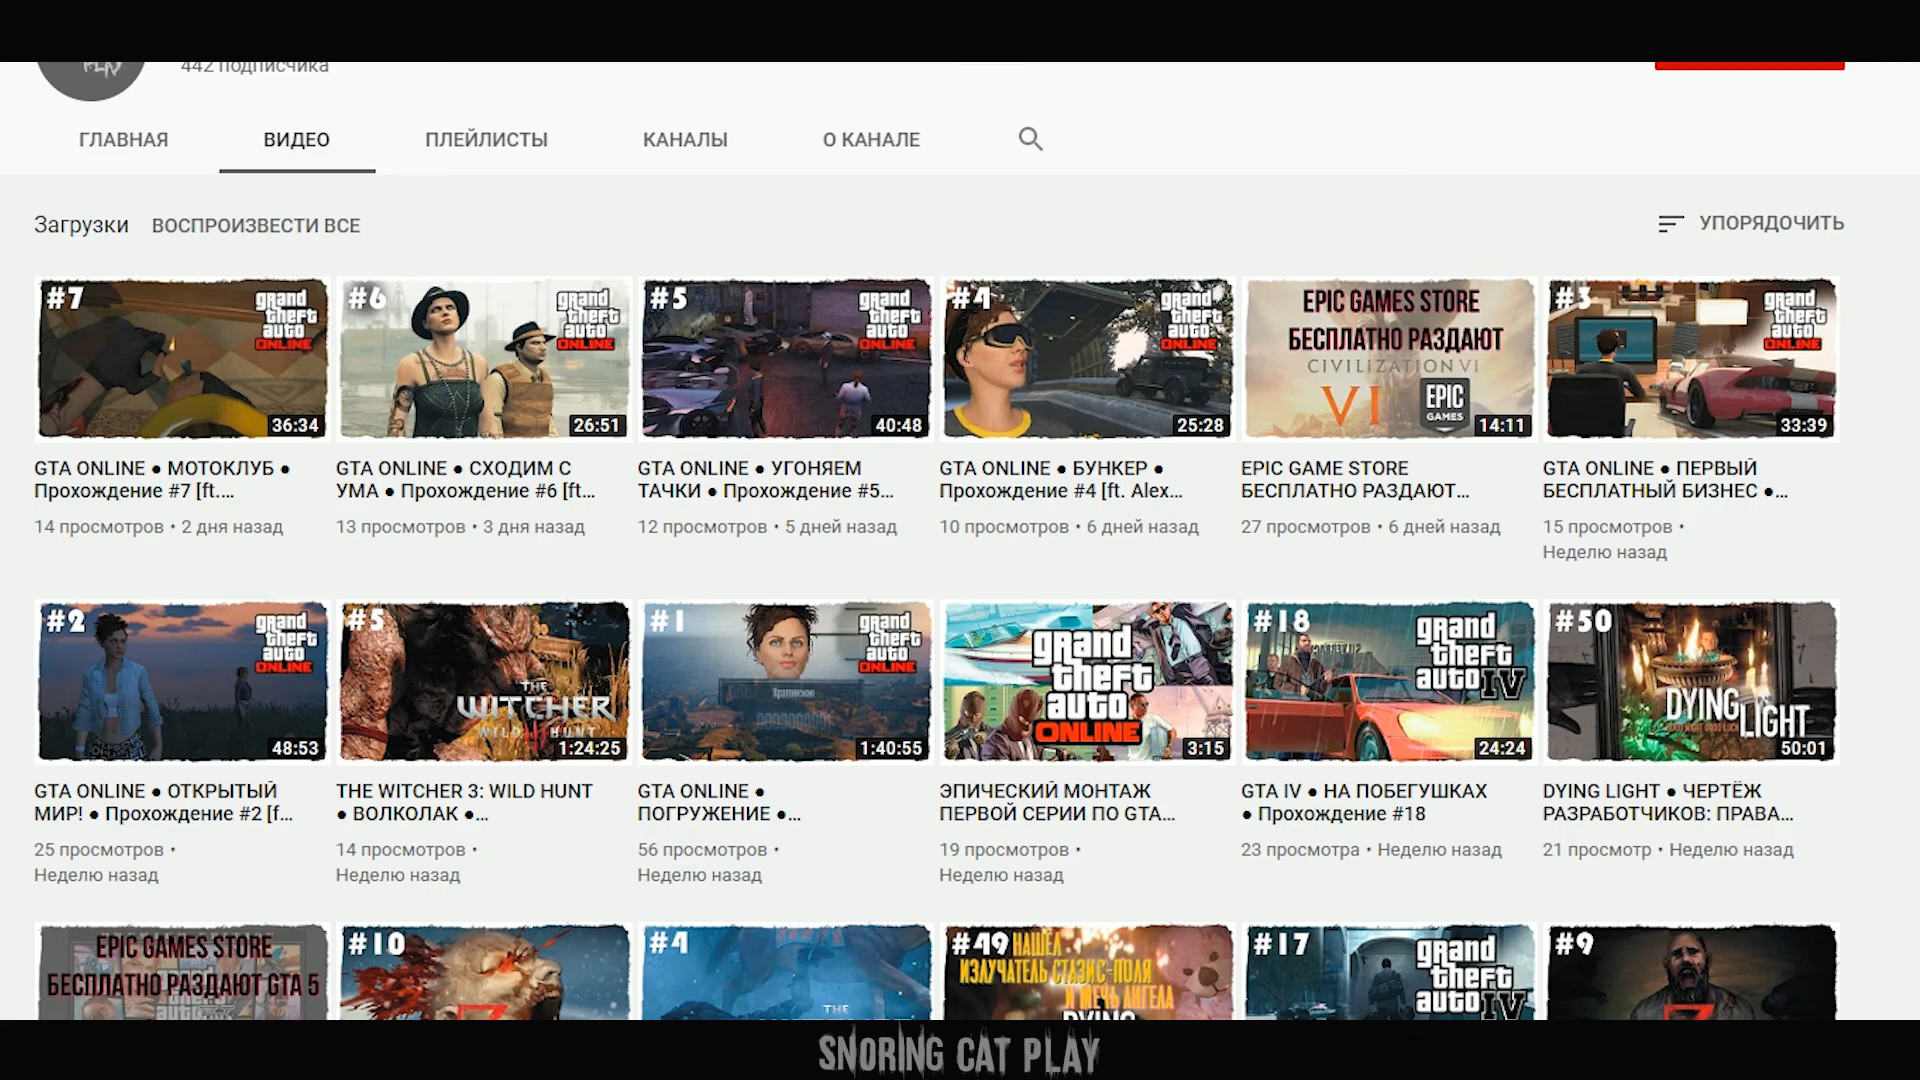 PLAY
442 подписчика
ГЛАВНАЯ
ВИДЕО
ПЛЕЙЛИСТЫ
КАНАЛЫ
О КАНАЛЕ
Загрузки
ВОСПРОИЗВЕСТИ ВСЕ
УПОРЯДОЧИТЬ
#7
grand
theft
auto
ONLINE
36:34
#6
grand
theft
auto
ONLINE
26:51
#5
grand
theft
auto
ONLINE
40:48
#4
grand
theft
auto
ONLINE
25:28
EPIC GAMES STORE
БЕСПЛАТНО РАЗДАЮТ
CIVILIZATION VI
VI
EPIC
GAMES
14:11
#3
grand
theft
auto
ONLINE
33:39
GTA ONLINE ● МОТОКЛУБ ●
Прохождение #7 [ft....
14 просмотров • 2 дня назад
GTA ONLINE ● СХОДИМ С
УМА ● Прохождение #6 [ft...
13 просмотров • 3 дня назад
GTA ONLINE ● УГОНЯЕМ
ТАЧКИ ● Прохождение #5...
12 просмотров • 5 дней назад
GTA ONLINE ● БУНКЕР ●
Прохождение #4 [ft. Alex...
10 просмотров • 6 дней назад
EPIC GAME STORE
БЕСПЛАТНО РАЗДАЮТ...
27 просмотров • 6 дней назад
GTA ONLINE ● ПЕРВЫЙ
БЕСПЛАТНЫЙ БИЗНЕС ●...
15 просмотров •
Неделю назад
#2
grand
theft
auto
ONLINE
48:53
#5
THE
WITCHER
WILD HUNT
1:24:25
#1
grand
theft
auto
ONLINE
1:40:55
grand
theft
auto
ONLINE
3:15
#18
grand
theft
auto IV
24:24
#50
DYING
LIGHT
50:01
GTA ONLINE ● ОТКРЫТЫЙ
МИР! ● Прохождение #2 [f...
25 просмотров •
Неделю назад
THE WITCHER 3: WILD HUNT
● ВОЛКОЛАК ●...
14 просмотров •
Неделю назад
GTA ONLINE ●
ПОГРУЖЕНИЕ ●...
56 просмотров •
Неделю назад
ЭПИЧЕСКИЙ МОНТАЖ
ПЕРВОЙ СЕРИИ ПО GTA...
19 просмотров •
Неделю назад
GTA IV ● НА ПОБЕГУШКАХ
● Прохождение #18
23 просмотра • Неделю назад
DYING LIGHT ● ЧЕРТЁЖ
РАЗРАБОТЧИКОВ: ПРАВА...
21 просмотр • Неделю назад
EPIC GAMES STORE
БЕСПЛАТНО РАЗДАЮТ GTA 5
#10
#4
THE
#49 НАШЁЛ
ИЗЛУЧАТЕЛЬ СТАЗИС-ПОЛЯ
И МЕЧЬ АНГЕЛА
DYING
#17
grand
theft
auto IV
#9
SNORING CAT PLAY